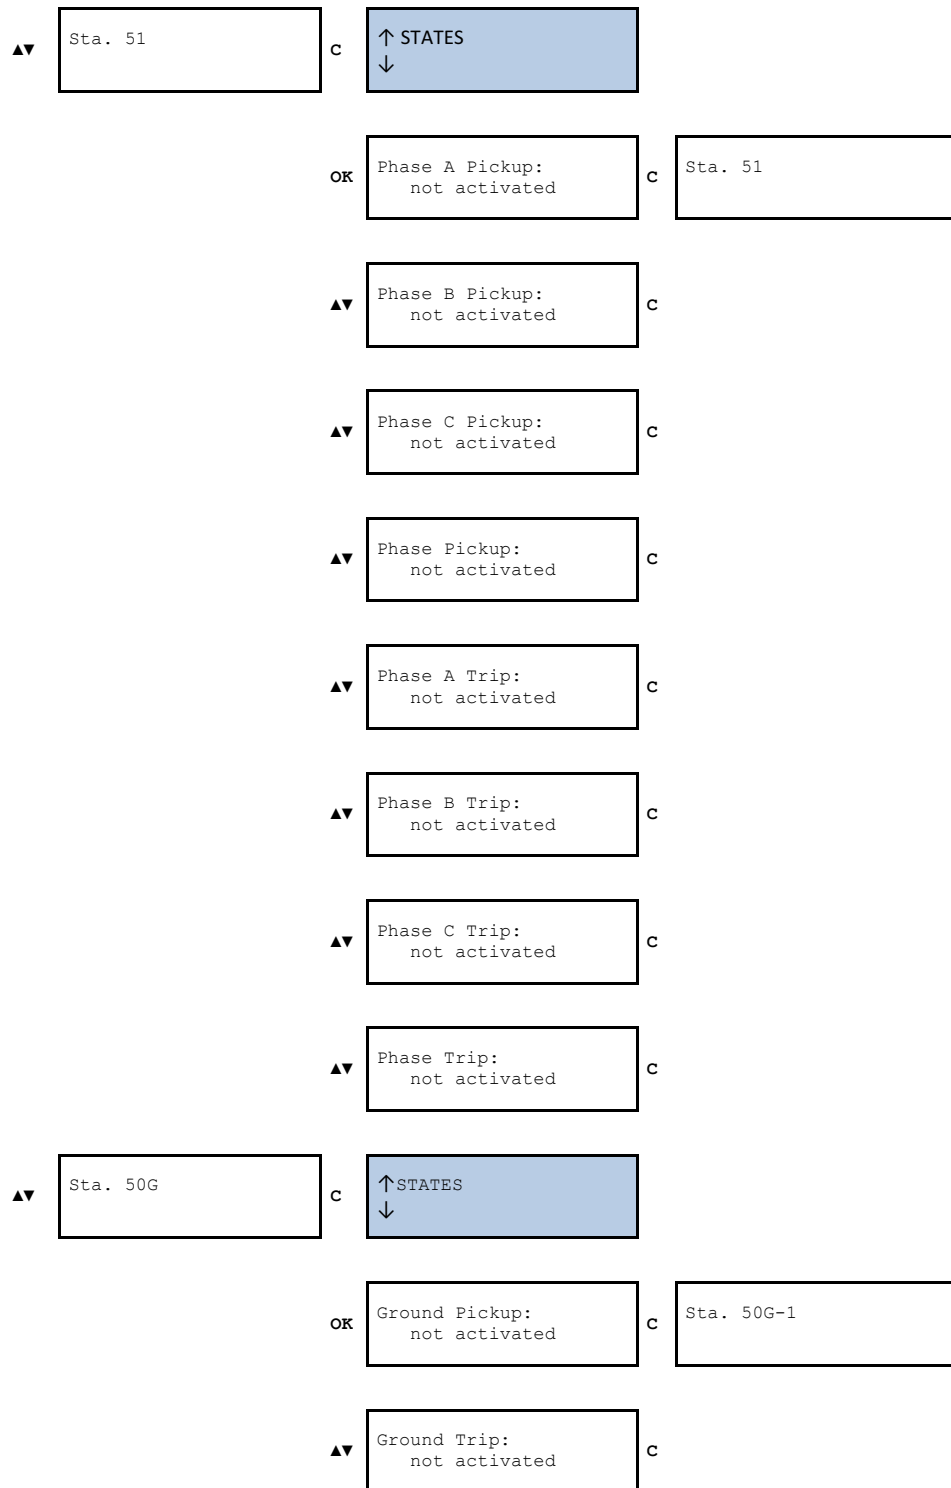 ▲▼ Sta. 51 C ↑ STATES
↓
OK Phase A Pickup: C Sta. 51
not activated
▲▼ Phase B Pickup: C
not activated
▲▼ Phase C Pickup: C
not activated
▲▼ Phase Pickup: C
not activated
▲▼ Phase A Trip: C
not activated
▲▼ Phase B Trip: C
not activated
▲▼ Phase C Trip: C
not activated
▲▼ Phase Trip: C
not activated
▲▼ Sta. 50G C ↑STATES
↓
OK Ground Pickup: C Sta. 50G-1
not activated
▲▼ Ground Trip: C
not activated